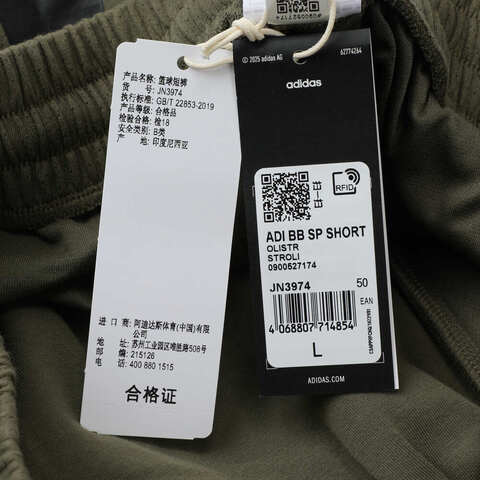 产品名称: 篮球短裤
货 号: JN3974
执行标准: GB/T 22853-2019
产品等级: 合格品
检验合格: 检18
安全类别: B类
产 地: 印度尼西亚
进 口 商: 阿迪达斯体育(中国)有限公司
地 址: 苏州工业园区唯胜路508号
邮 编: 215126
电 话: 400 880 1515
合格证
© 2025 adidas AG
62774264
adidas
RFID
ADI BB SP SHORT
OLISTR
STROLI
0900527174
JN3974
50
EAN
4 068807 714854
L
ADIDAS.COM